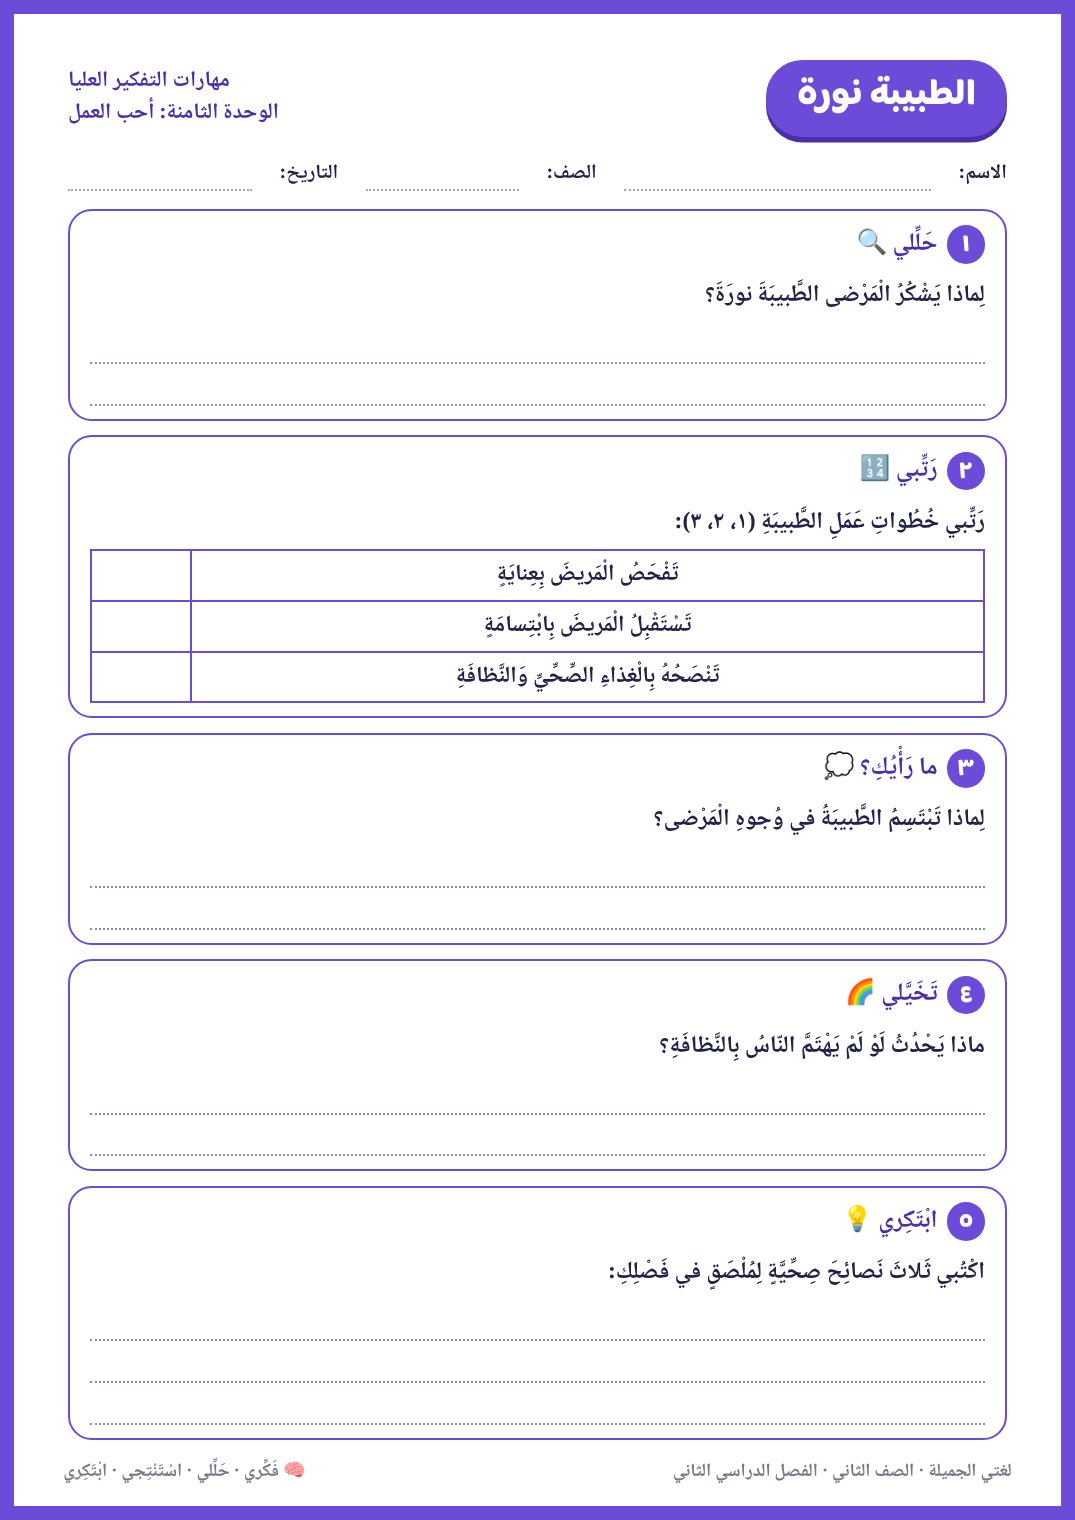 الطبيبة نورة
مهارات التفكير العليا
الوحدة الثامنة: أحب العمل
الاسم: الصف: التاريخ:
١ حَلِّلي 🔍
لِماذا يَشْكُرُ الْمَرْضى الطَّبيبَةَ نورَةَ؟
٢ رَتِّبي 🔢
رَتِّبي خُطُواتِ عَمَلِ الطَّبيبَةِ (١، ٢، ٣):
تَفْحَصُ الْمَريضَ بِعِنايَةٍ
تَسْتَقْبِلُ الْمَريضَ بِابْتِسامَةٍ
تَنْصَحُهُ بِالْغِذاءِ الصِّحِّيِّ وَالنَّظافَةِ
٣ ما رَأْيُكِ؟ 💭
لِماذا تَبْتَسِمُ الطَّبيبَةُ في وُجوهِ الْمَرْضى؟
٤ تَخَيَّلي 🌈
ماذا يَحْدُثُ لَوْ لَمْ يَهْتَمَّ النّاسُ بِالنَّظافَةِ؟
٥ ابْتَكِري 💡
اكْتُبي ثَلاثَ نَصائِحَ صِحِّيَّةٍ لِمُلْصَقٍ في فَصْلِكِ:
لغتي الجميلة · الصف الثاني · الفصل الدراسي الثاني
🧠 فَكِّري · حَلِّلي · اسْتَنْتِجي · ابْتَكِري